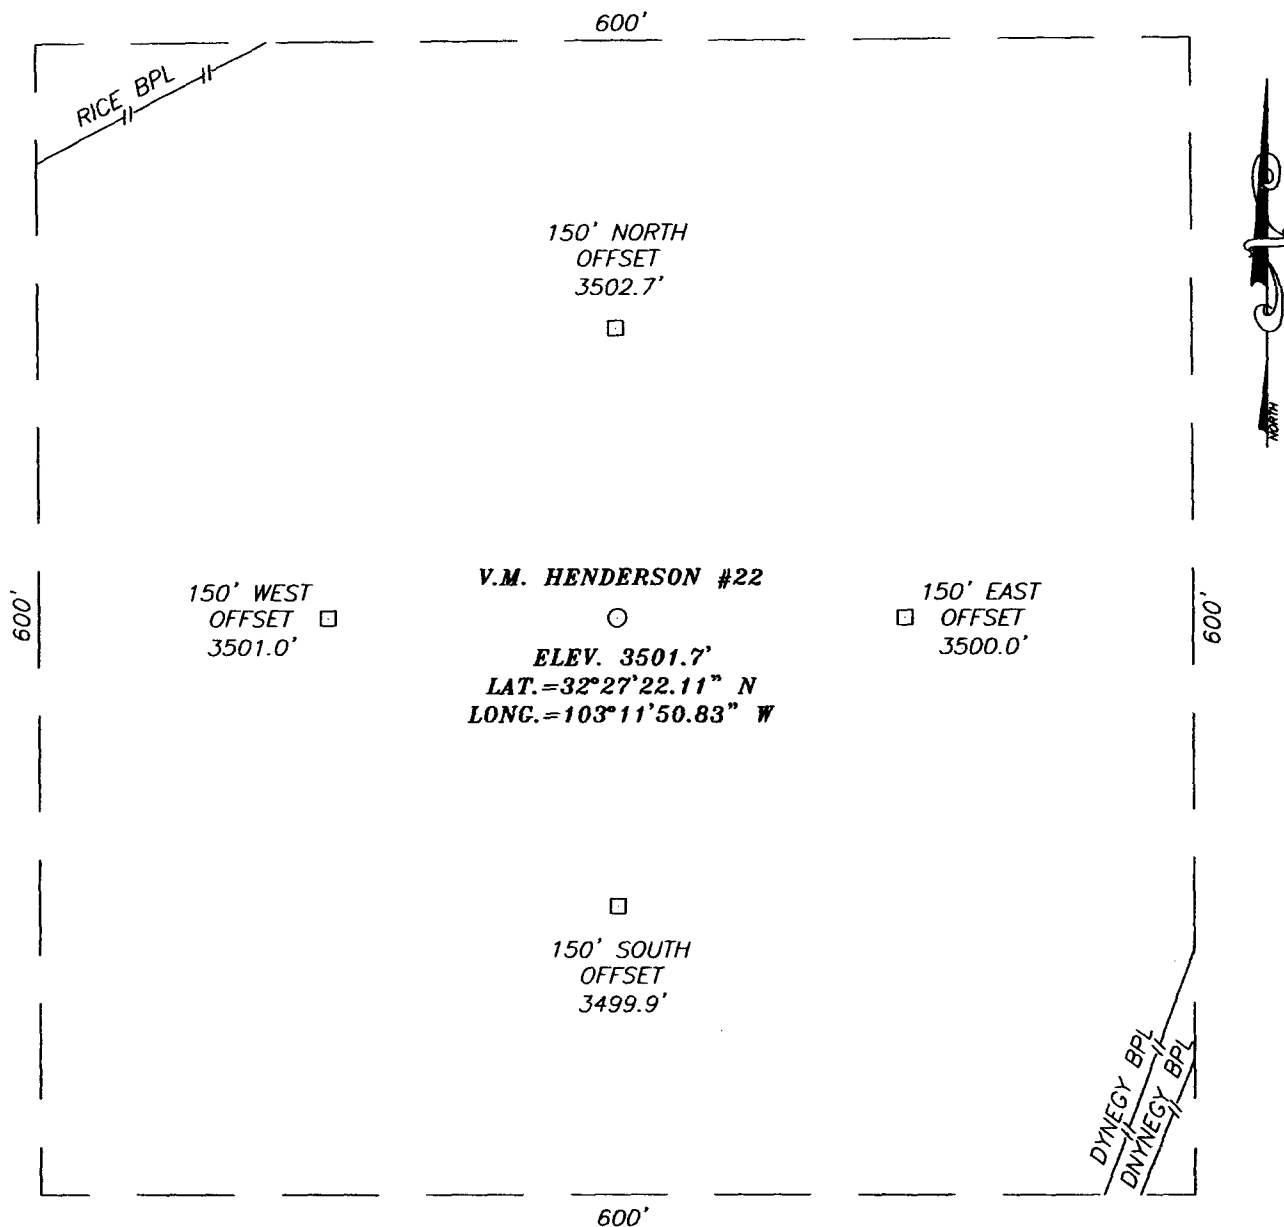 600'
RICE BPL
150' NORTH
OFFSET
3502.7'
NORTH
V.M. HENDERSON #22
150' WEST
OFFSET
3501.0'
150' EAST
OFFSET
3500.0'
600'
600'
ELEV. 3501.7'
LAT.=32°27'22.11" N
LONG.=103°11'50.83" W
150' SOUTH
OFFSET
3499.9'
DYNEGY BPL
DNYNEGY BPL
600'